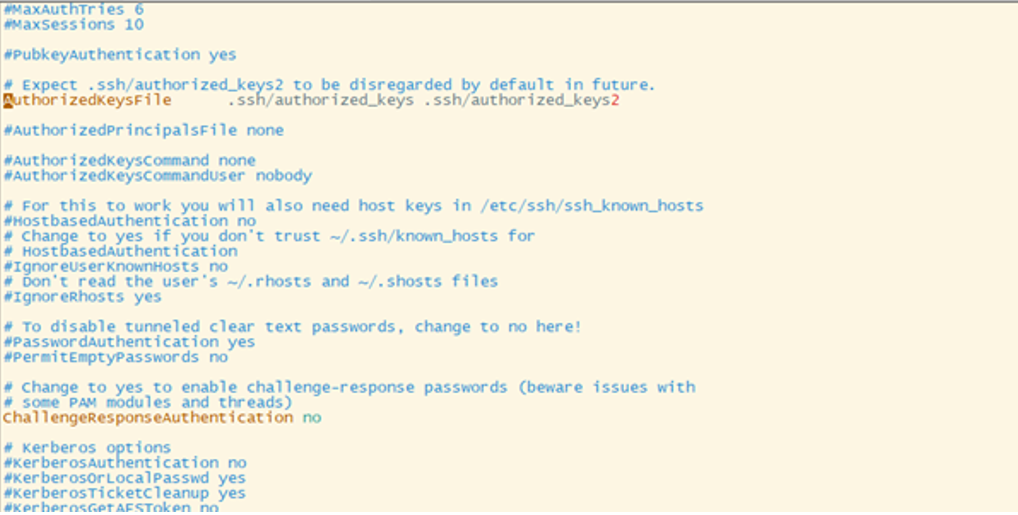 #MaxAuthTries 6
#MaxSessions 10
#PubkeyAuthentication yes
# Expect .ssh/authorized_keys2 to be disregarded by default in future.
AuthorizedKeysFile .ssh/authorized_keys .ssh/authorized_keys2
#AuthorizedPrincipalsFile none
#AuthorizedKeysCommand none
#AuthorizedKeysCommandUser nobody
# For this to work you will also need host keys in /etc/ssh/ssh_known_hosts
#HostbasedAuthentication no
# Change to yes if you don't trust ~/.ssh/known_hosts for
# HostbasedAuthentication
#IgnoreUserKnownHosts no
# Don't read the user's ~/.rhosts and ~/.shosts files
#IgnoreRhosts yes
# To disable tunneled clear text passwords, change to no here!
#PasswordAuthentication yes
#PermitEmptyPasswords no
# Change to yes to enable challenge-response passwords (beware issues with
# some PAM modules and threads)
ChallengeResponseAuthentication no
# Kerberos options
#KerberosAuthentication no
#KerberosOrLocalPasswd yes
#KerberosTicketCleanup yes
#KerberosGetAFSToken no